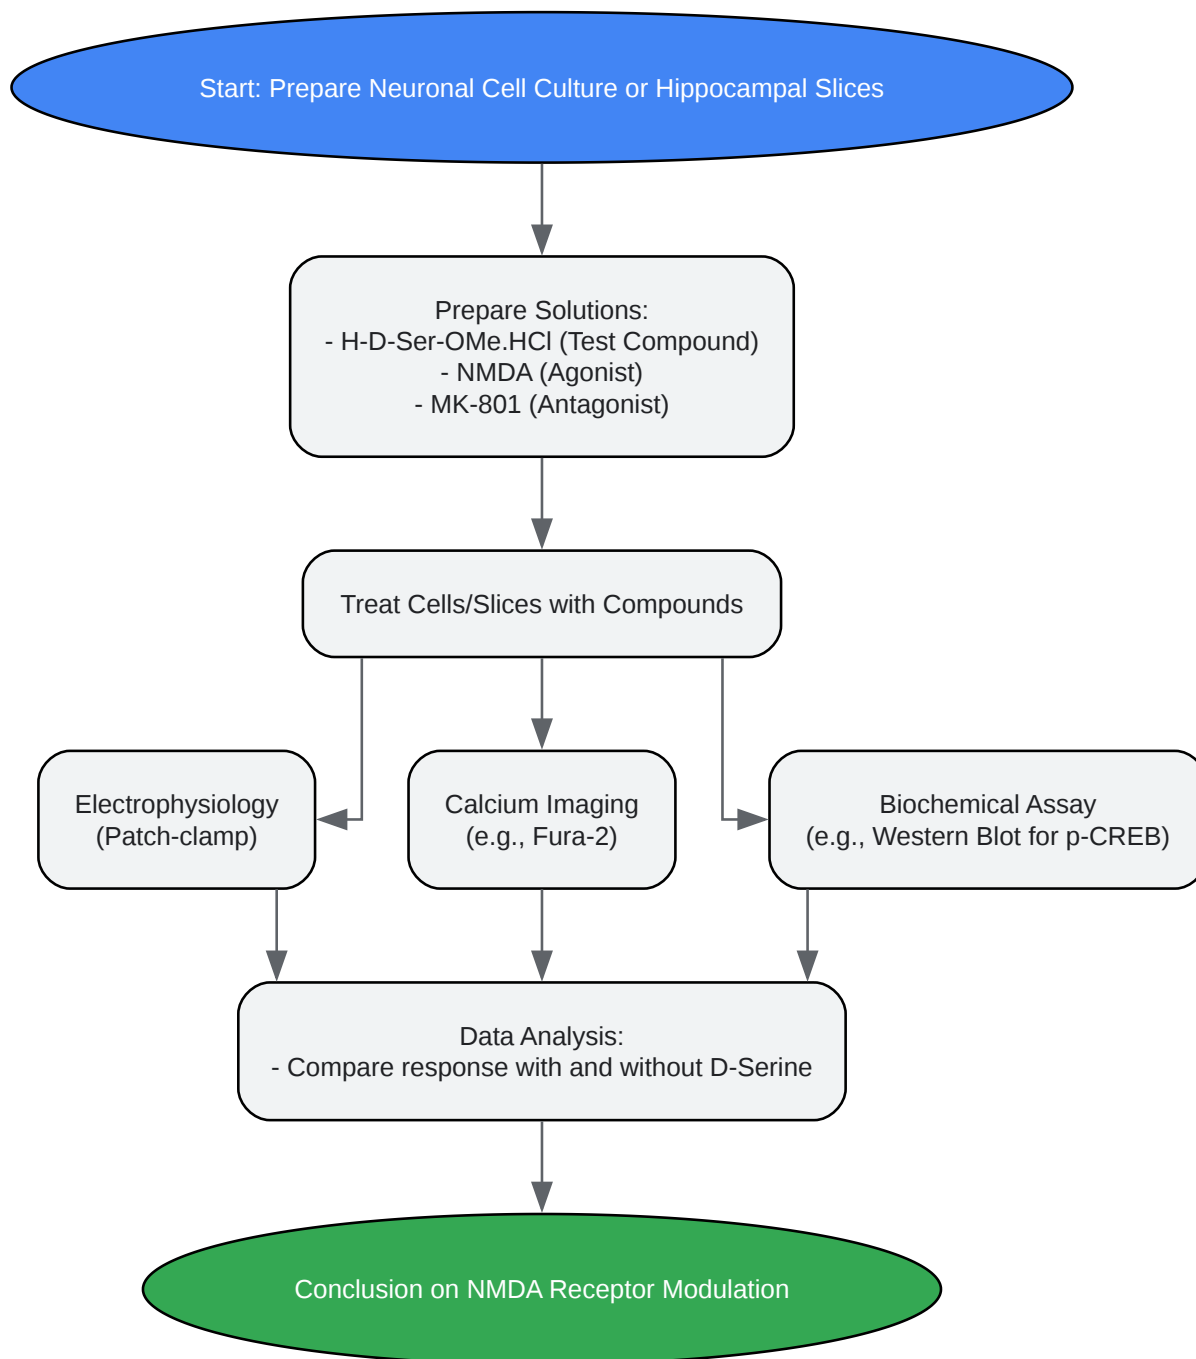 Start: Prepare Neuronal Cell Culture or Hippocampal Slices
Prepare Solutions:
- H-D-Ser-OMe.HCl (Test Compound)
- NMDA (Agonist)
- MK-801 (Antagonist)
Treat Cells/Slices with Compounds
Electrophysiology
(Patch-clamp)
Calcium Imaging
(e.g., Fura-2)
Biochemical Assay
(e.g., Western Blot for p-CREB)
Data Analysis:
- Compare response with and without D-Serine
Conclusion on NMDA Receptor Modulation